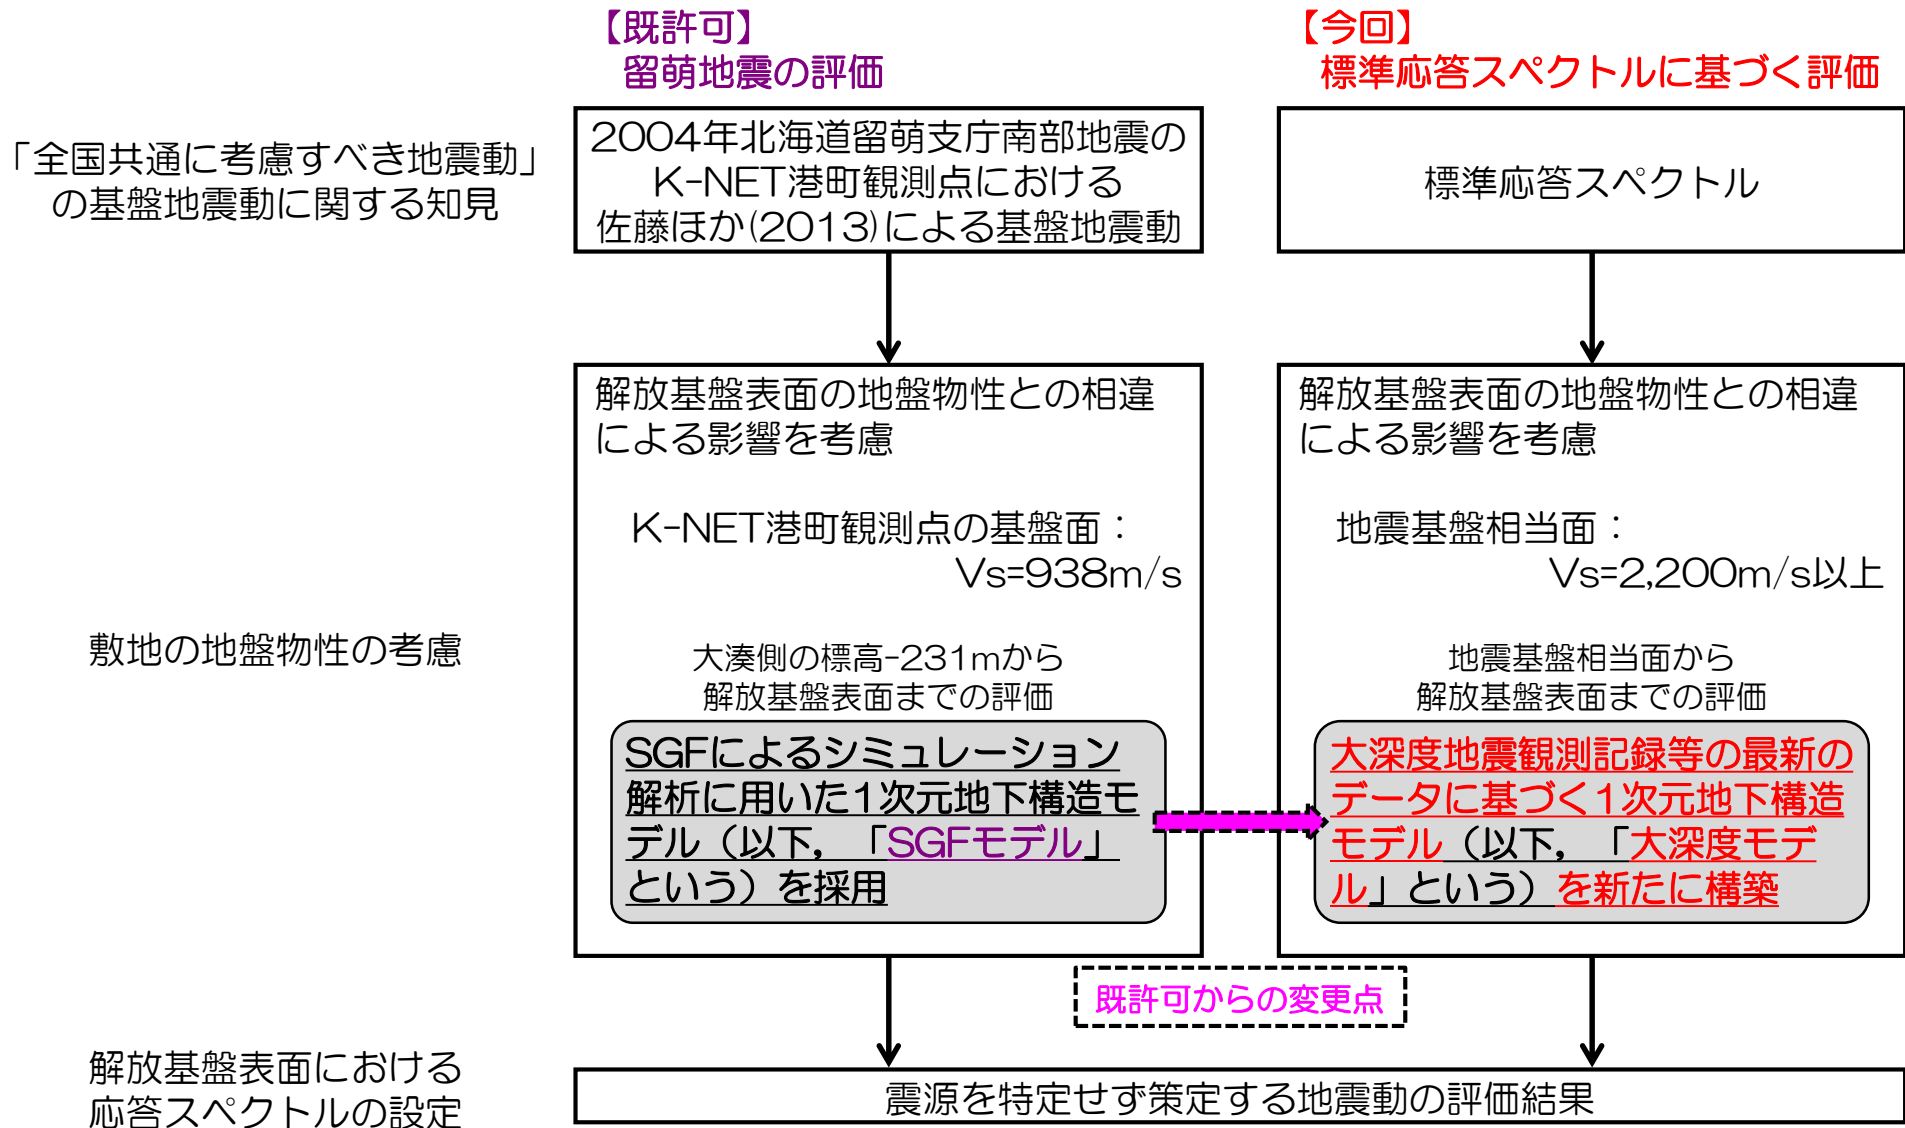 【既許可】
留萌地震の評価
【今回】
標準応答スペクトルに基づく評価
「全国共通に考慮すべき地震動」
の基盤地震動に関する知見
2004年北海道留萌支庁南部地震の
K-NET港町観測点における
佐藤ほか(2013)による基盤地震動
標準応答スペクトル
敷地の地盤物性の考慮
解放基盤表面の地盤物性との相違
による影響を考慮
K-NET港町観測点の基盤面：
Vs=938m/s
大湊側の標高-231mから
解放基盤表面までの評価
SGFによるシミュレーション
解析に用いた1次元地下構造モ
デル（以下，「SGFモデル」
という）を採用
解放基盤表面の地盤物性との相違
による影響を考慮
地震基盤相当面：
Vs=2,200m/s以上
地震基盤相当面から
解放基盤表面までの評価
大深度地震観測記録等の最新の
データに基づく1次元地下構造
モデル（以下，「大深度モデ
ル」という）を新たに構築
既許可からの変更点
解放基盤表面における
応答スペクトルの設定
震源を特定せず策定する地震動の評価結果